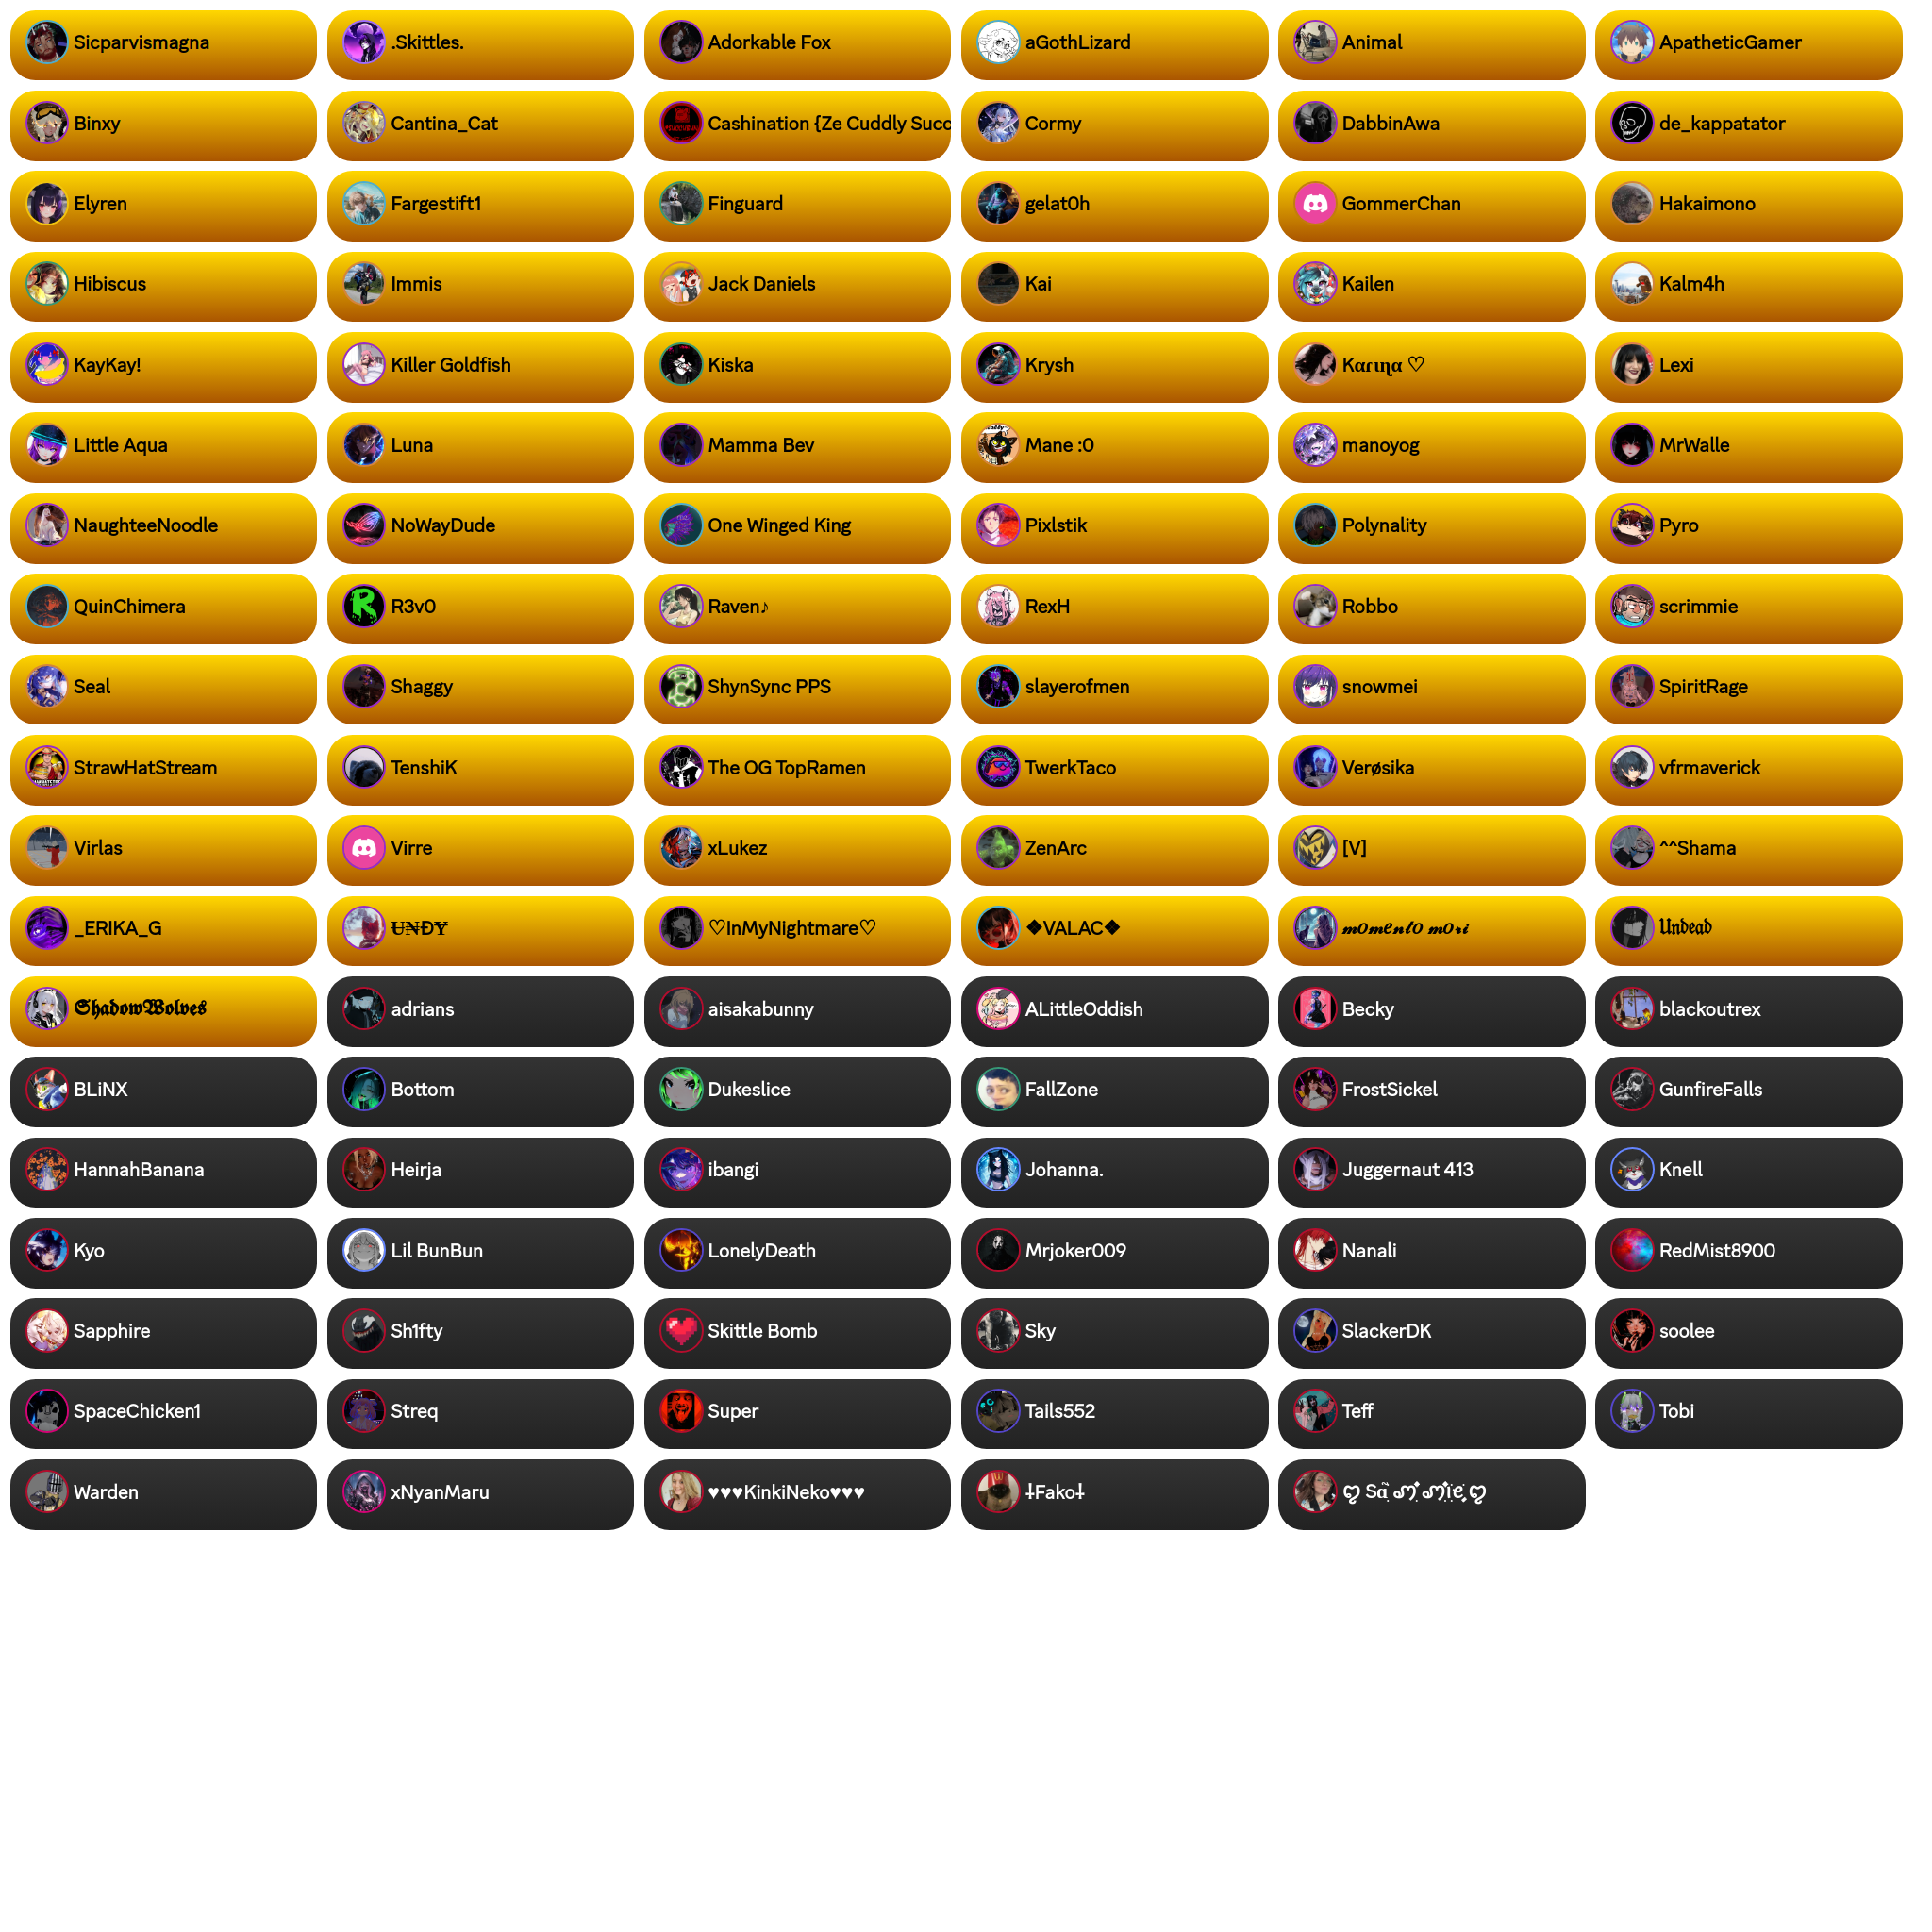 Sicparvismagna
.Skittles.
Adorkable Fox
aGothLizard
Animal
ApatheticGamer
Binxy
Cantina_Cat
Cashination {Ze Cuddly Succ
Cormy
DabbinAwa
de_kappatator
Elyren
Fargestift1
Finguard
gelat0h
GommerChan
Hakaimono
Hibiscus
Immis
Jack Daniels
Kai
Kailen
Kalm4h
KayKay!
Killer Goldfish
Kiska
Krysh
Kαɾιɳα ♡
Lexi
Little Aqua
Luna
Mamma Bev
Mane :0
manoyog
MrWalle
NaughteeNoodle
NoWayDude
One Winged King
Pixlstik
Polynality
Pyro
QuinChimera
R3v0
Raven♪
RexH
Robbo
scrimmie
Seal
Shaggy
ShynSync PPS
slayerofmen
snowmei
SpiritRage
StrawHatStream
TenshiK
The OG TopRamen
TwerkTaco
Verøsika
vfrmaverick
Virlas
Virre
xLukez
ZenArc
[V]
^^Shama
_ERIKA_G
U̶₦ĐɎ
♡InMyNightmare♡
❖VALAC❖
𝓶𝓸𝓶𝓮𝓷𝓽𝓸 𝓶𝓸𝓻𝓲
𝔘𝔫𝔡𝔢𝔞𝔡
𝕾𝖍𝖆𝖉𝖔𝖜𝖂𝖔𝖑𝖛𝖊𝖘
adrians
aisakabunny
ALittleOddish
Becky
blackoutrex
BLiNX
Bottom
Dukeslice
FallZone
FrostSickel
GunfireFalls
HannahBanana
Heirja
ibangi
Johanna.
Juggernaut 413
Knell
Kyo
Lil BunBun
LonelyDeath
Mrjoker009
Nanali
RedMist8900
Sapphire
Sh1fty
Skittle Bomb
Sky
SlackerDK
soolee
SpaceChicken1
Streq
Super
Tails552
Teff
Tobi
Warden
xNyanMaru
♥♥♥KinkiNeko♥♥♥
⸸Fako⸸